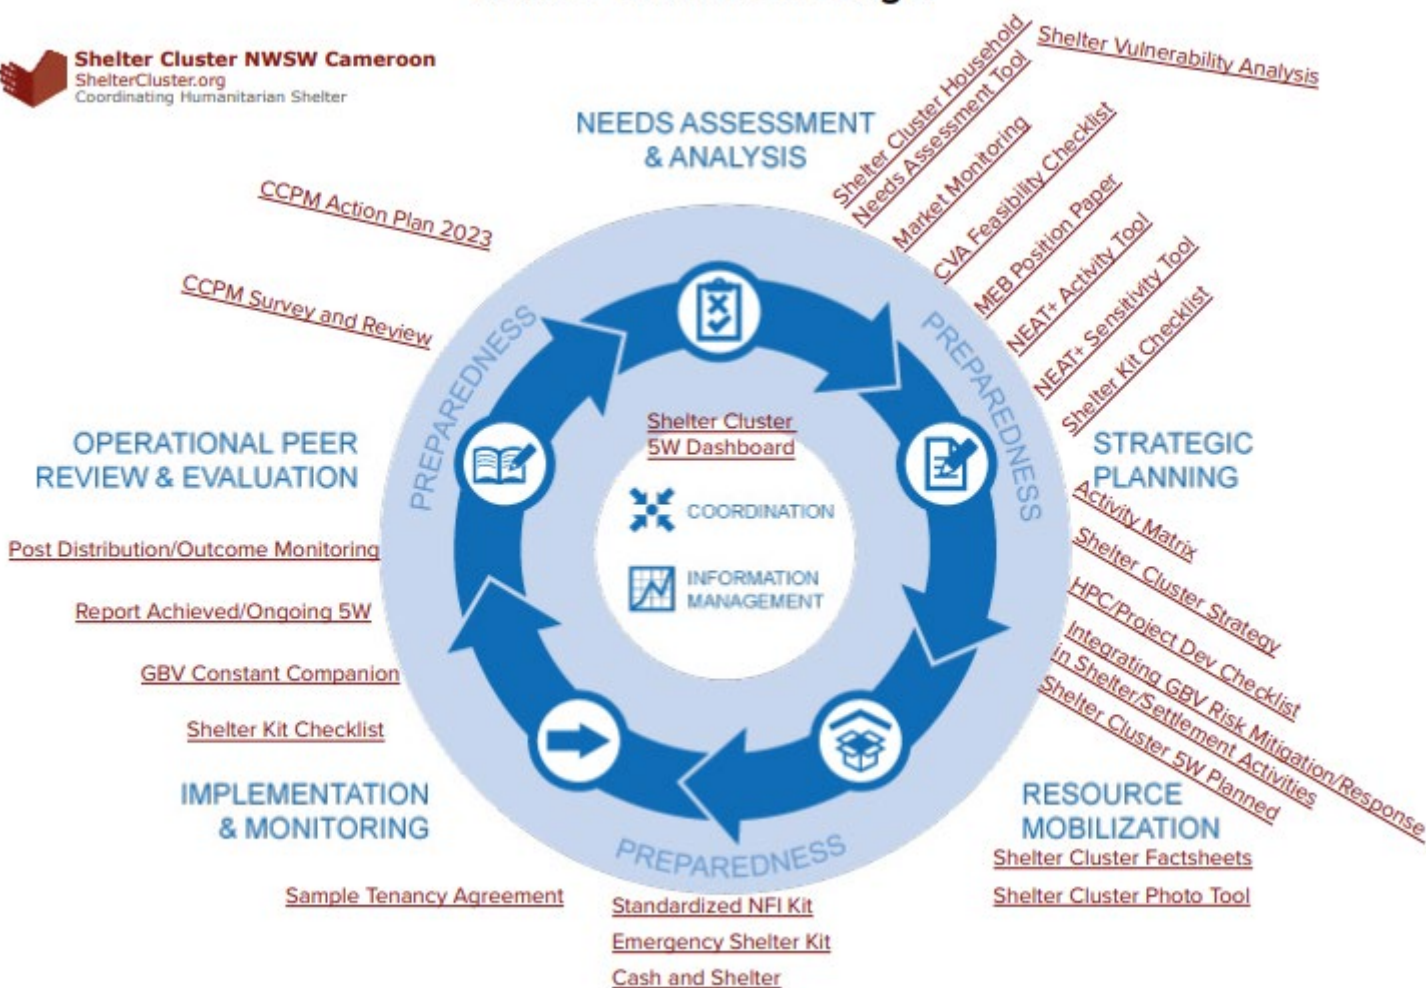 Shelter Cluster NWSW Cameroon
ShelterCluster.org
Coordinating Humanitarian Shelter
NEEDS ASSESSMENT
& ANALYSIS
Shelter Cluster Household
Needs Assessment Tool
Shelter Vulnerability Analysis
Market Monitoring
CVA Feasibility Checklist
MEB Position Paper
NEAT+ Activity Tool
NEAT+ Sensitivity Tool
Shelter Kit Checklist
CCPM Action Plan 2023
CCPM Survey and Review
PREPAREDNESS
PREPAREDNESS
Shelter Cluster
5W Dashboard
COORDINATION
INFORMATION
MANAGEMENT
STRATEGIC
PLANNING
Activity Matrix
Shelter Cluster Strategy
HPC/Project Dev Checklist
Integrating GBV Risk Mitigation/Response
in Shelter/Settlement Activities
Shelter Cluster 5W Planned
OPERATIONAL PEER
REVIEW & EVALUATION
Post Distribution/Outcome Monitoring
Report Achieved/Ongoing 5W
GBV Constant Companion
Shelter Kit Checklist
IMPLEMENTATION
& MONITORING
PREPAREDNESS
RESOURCE
MOBILIZATION
Shelter Cluster Factsheets
Shelter Cluster Photo Tool
Sample Tenancy Agreement
Standardized NFI Kit
Emergency Shelter Kit
Cash and Shelter